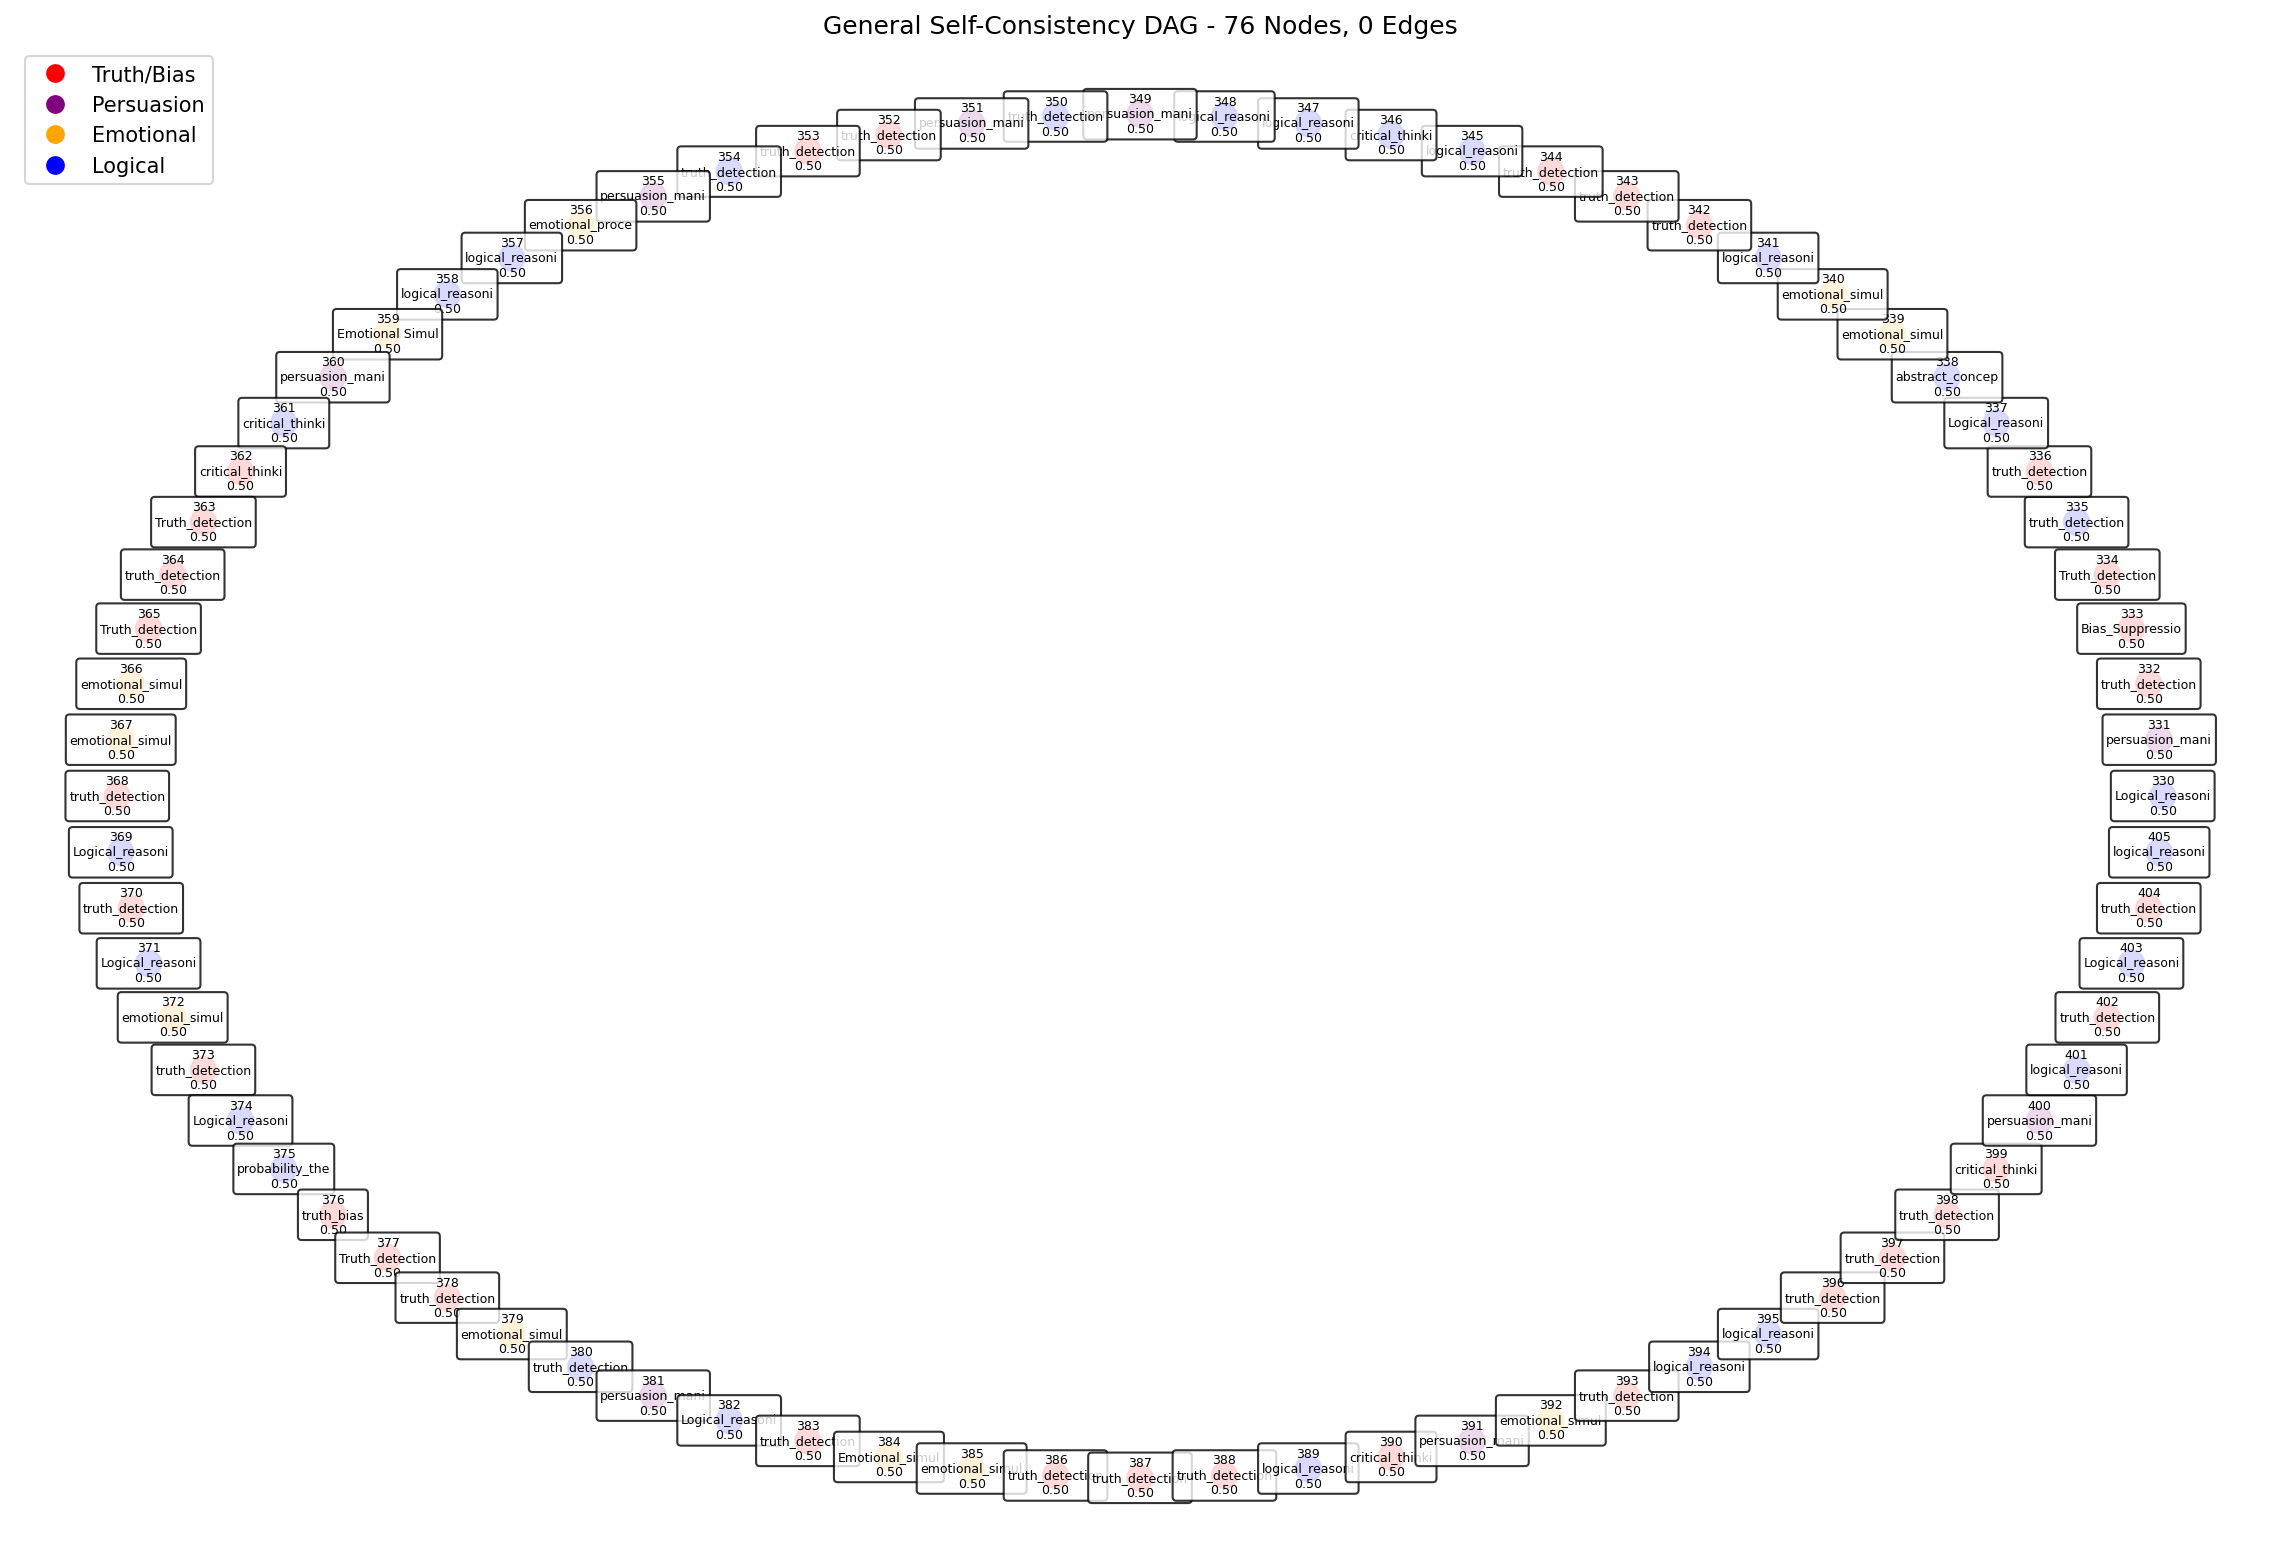 General Self-Consistency DAG - 76 Nodes, 0 Edges
Truth/Bias
Persuasion
Emotional
Logical
330
Logical_reasoni
0.50
331
persuasion_mani
0.50
332
truth_detection
0.50
333
Bias_Suppressio
0.50
334
Truth_detection
0.50
335
truth_detection
0.50
336
truth_detection
0.50
337
Logical_reasoni
0.50
338
abstract_concep
0.50
339
emotional_simul
0.50
340
emotional_simul
0.50
341
logical_reasoni
0.50
342
truth_detection
0.50
343
truth_detection
0.50
344
truth_detection
0.50
345
logical_reasoni
0.50
346
critical_thinki
0.50
347
logical_reasoni
0.50
348
logical_reasoni
0.50
349
persuasion_mani
0.50
350
truth_detection
0.50
351
persuasion_mani
0.50
352
truth_detection
0.50
353
truth_detection
0.50
354
truth_detection
0.50
355
persuasion_mani
0.50
356
emotional_proce
0.50
357
logical_reasoni
0.50
358
logical_reasoni
0.50
359
Emotional Simul
0.50
360
persuasion_mani
0.50
361
critical_thinki
0.50
362
critical_thinki
0.50
363
Truth_detection
0.50
364
truth_detection
0.50
365
Truth_detection
0.50
366
emotional_simul
0.50
367
emotional_simul
0.50
368
truth_detection
0.50
369
Logical_reasoni
0.50
370
truth_detection
0.50
371
Logical_reasoni
0.50
372
emotional_simul
0.50
373
truth_detection
0.50
374
Logical_reasoni
0.50
375
probability_the
0.50
376
truth_bias
0.50
377
Truth_detection
0.50
378
truth_detection
0.50
379
emotional_simul
0.50
380
truth_detection
0.50
381
persuasion_mani
0.50
382
Logical_reasoni
0.50
383
truth_detection
0.50
384
Emotional_simul
0.50
385
emotional_simul
0.50
386
truth_detection
0.50
387
truth_detection
0.50
388
truth_detection
0.50
389
logical_reasoni
0.50
390
critical_thinki
0.50
391
persuasion_mani
0.50
392
emotional_simul
0.50
393
truth_detection
0.50
394
logical_reasoni
0.50
395
logical_reasoni
0.50
396
truth_detection
0.50
397
truth_detection
0.50
398
truth_detection
0.50
399
critical_thinki
0.50
400
persuasion_mani
0.50
401
logical_reasoni
0.50
402
truth_detection
0.50
403
Logical_reasoni
0.50
404
truth_detection
0.50
405
logical_reasoni
0.50